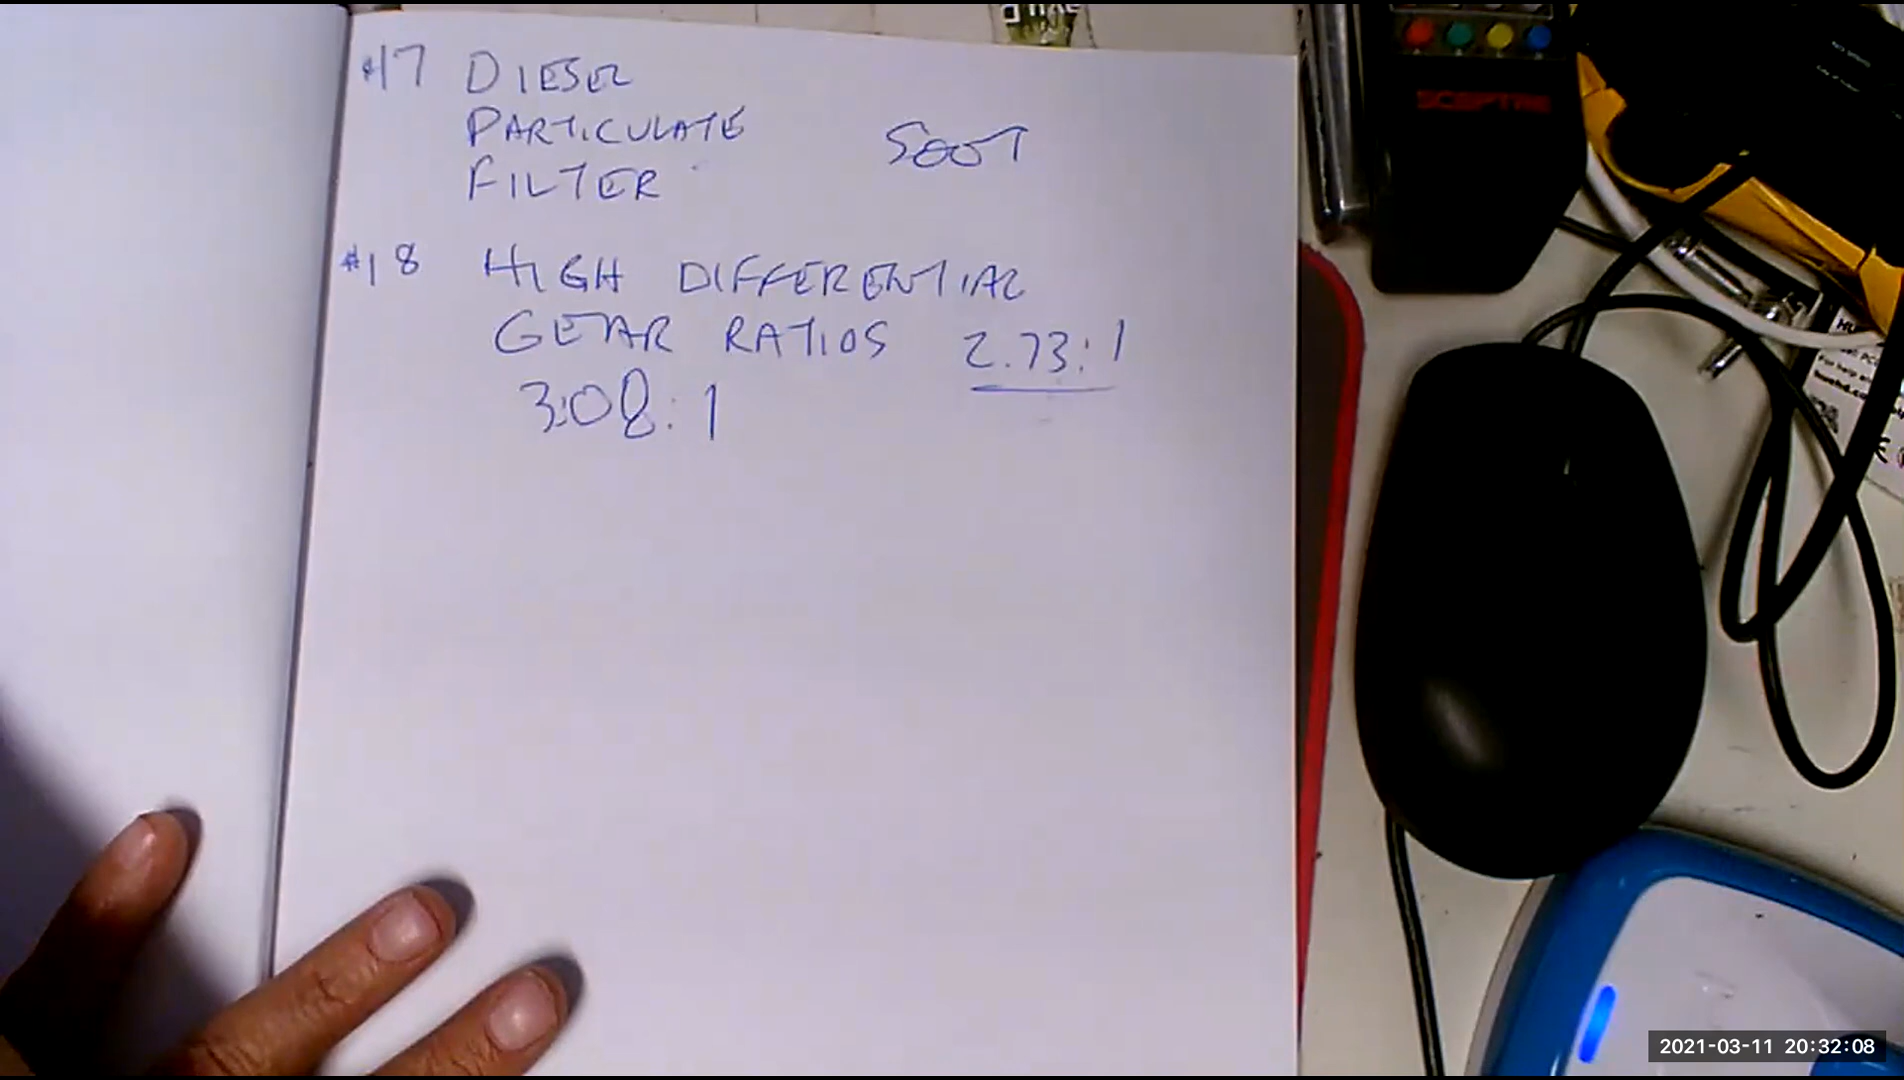 #17 DIESEL
PARTICULATE
FILTER
SOOT
#18 HIGH DIFFERENTIAL
GEAR RATIOS 2.73:1
3:08:1
SCEPTRE
2021-03-11 20:32:08